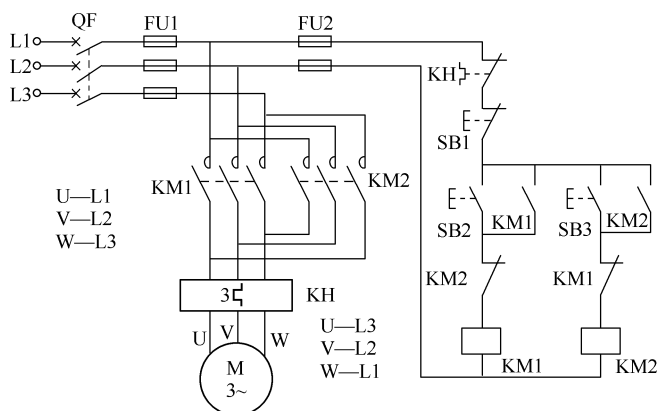 QF
FU1
FU2
L1
L2
L3
KH
SB1
KM1
KM2
U—L1
V—L2
W—L3
SB2
KM1
SB3
KM2
KM2
KM1
3
KH
U
V
W
U—L3
V—L2
W—L1
KM1
KM2
M
3~